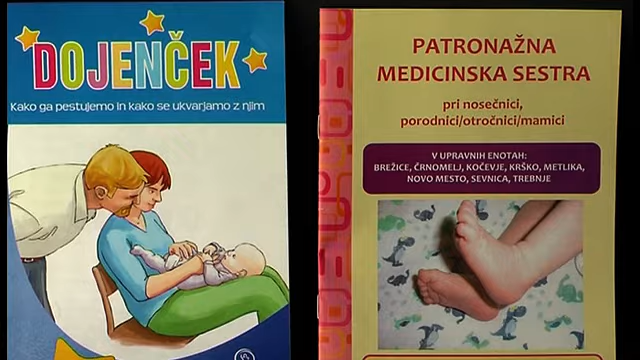 DOJENČEK
Kako ga pestujemo in kako se ukvarjamo z njim
PATRONAŽNA
MEDICINSKA SESTRA
pri nosečnici,
porodnici/otročnici/mamici
V UPRAVNIH ENOTAH:
BREŽICE, ČRNOMELJ, KOČEVJE, KRŠKO, METLIKA,
NOVO MESTO, SEVNICA, TREBNJE